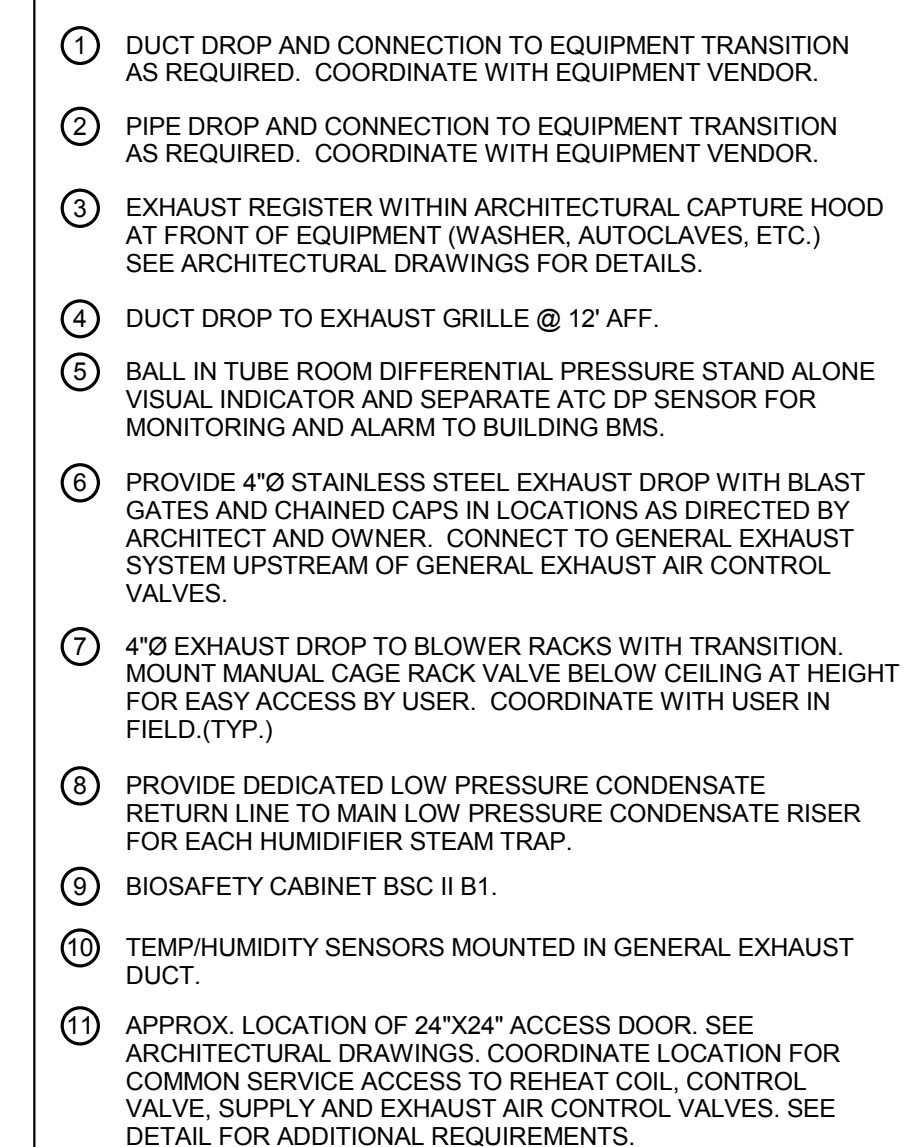 1 DUCT DROP AND CONNECTION TO EQUIPMENT TRANSITION
AS REQUIRED. COORDINATE WITH EQUIPMENT VENDOR.
2 PIPE DROP AND CONNECTION TO EQUIPMENT TRANSITION
AS REQUIRED. COORDINATE WITH EQUIPMENT VENDOR.
3 EXHAUST REGISTER WITHIN ARCHITECTURAL CAPTURE HOOD
AT FRONT OF EQUIPMENT (WASHER, AUTOCLAVES, ETC.)
SEE ARCHITECTURAL DRAWINGS FOR DETAILS.
4 DUCT DROP TO EXHAUST GRILLE @ 12' AFF.
5 BALL IN TUBE ROOM DIFFERENTIAL PRESSURE STAND ALONE
VISUAL INDICATOR AND SEPARATE ATC DP SENSOR FOR
MONITORING AND ALARM TO BUILDING BMS.
6 PROVIDE 4"Ø STAINLESS STEEL EXHAUST DROP WITH BLAST
GATES AND CHAINED CAPS IN LOCATIONS AS DIRECTED BY
ARCHITECT AND OWNER. CONNECT TO GENERAL EXHAUST
SYSTEM UPSTREAM OF GENERAL EXHAUST AIR CONTROL
VALVES.
7 4"Ø EXHAUST DROP TO BLOWER RACKS WITH TRANSITION.
MOUNT MANUAL CAGE RACK VALVE BELOW CEILING AT HEIGHT
FOR EASY ACCESS BY USER. COORDINATE WITH USER IN
FIELD.(TYP.)
8 PROVIDE DEDICATED LOW PRESSURE CONDENSATE
RETURN LINE TO MAIN LOW PRESSURE CONDENSATE RISER
FOR EACH HUMIDIFIER STEAM TRAP.
9 BIOSAFETY CABINET BSC II B1.
10 TEMP/HUMIDITY SENSORS MOUNTED IN GENERAL EXHAUST
DUCT.
11 APPROX. LOCATION OF 24"X24" ACCESS DOOR. SEE
ARCHITECTURAL DRAWINGS. COORDINATE LOCATION FOR
COMMON SERVICE ACCESS TO REHEAT COIL, CONTROL
VALVE, SUPPLY AND EXHAUST AIR CONTROL VALVES. SEE
DETAIL FOR ADDITIONAL REQUIREMENTS.